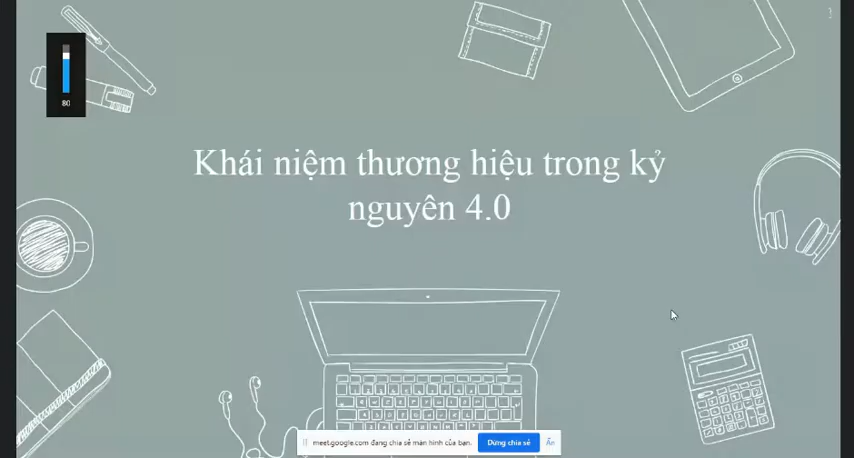 80
Khái niệm thương hiệu trong kỷ
nguyên 4.0
meet.google.com đang chia sẻ màn hình của bạn.
Dừng chia sẻ
Ẩn